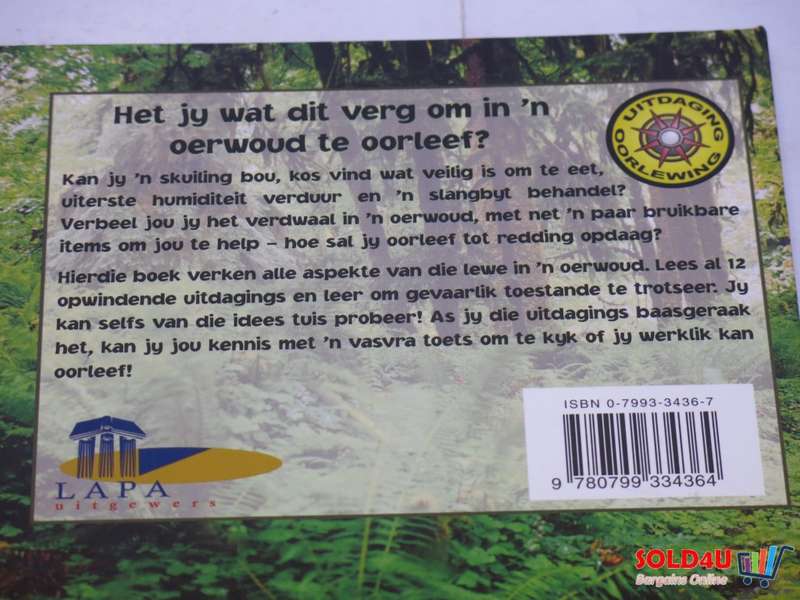 Het jy wat dit verg om in 'n
oerwoud te oorleef?
UITDAGING
OORLEWING
Kan jy 'n skuiling bou, kos vind wat veilig is om te eet,
uiterste humiditeit verduur en 'n slangbyt behandel?
Verbeel jou jy het verdwaal in 'n oerwoud, met net 'n paar bruikbare
items om jou te help – hoe sal jy oorleef tot redding opdaag?
Hierdie boek verken alle aspekte van die lewe in 'n oerwoud. Lees al 12
opwindende uitdagings en leer om gevaarlik toestande te trotseer. Jy
kan selfs van die idees tuis probeer! As jy die uitdagings baasgeraak
het, kan jy jou kennis met 'n vasvra toets om te kyk of jy werklik kan
oorleef!
LAPA
uitgewers
ISBN 0-7993-3436-7
9 780799 334364
SOLD4U
Bargains Online